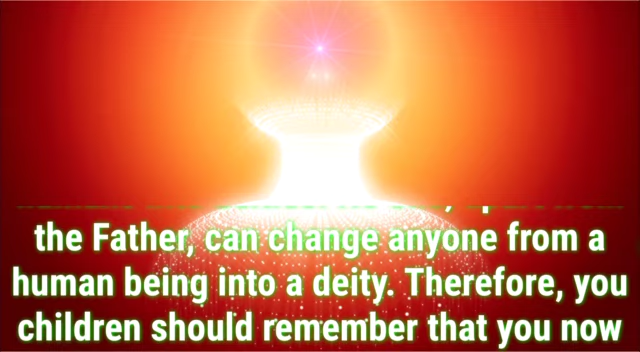 the Father, can change anyone from a
human being into a deity. Therefore, you
children should remember that you now